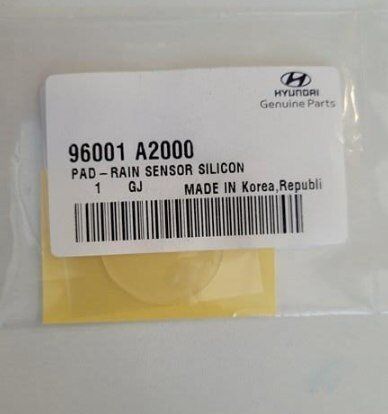 HYUNDAI
Genuine Parts
96001 A2000
PAD-RAIN SENSOR SILICON
1 GJ MADE IN Korea,Republi